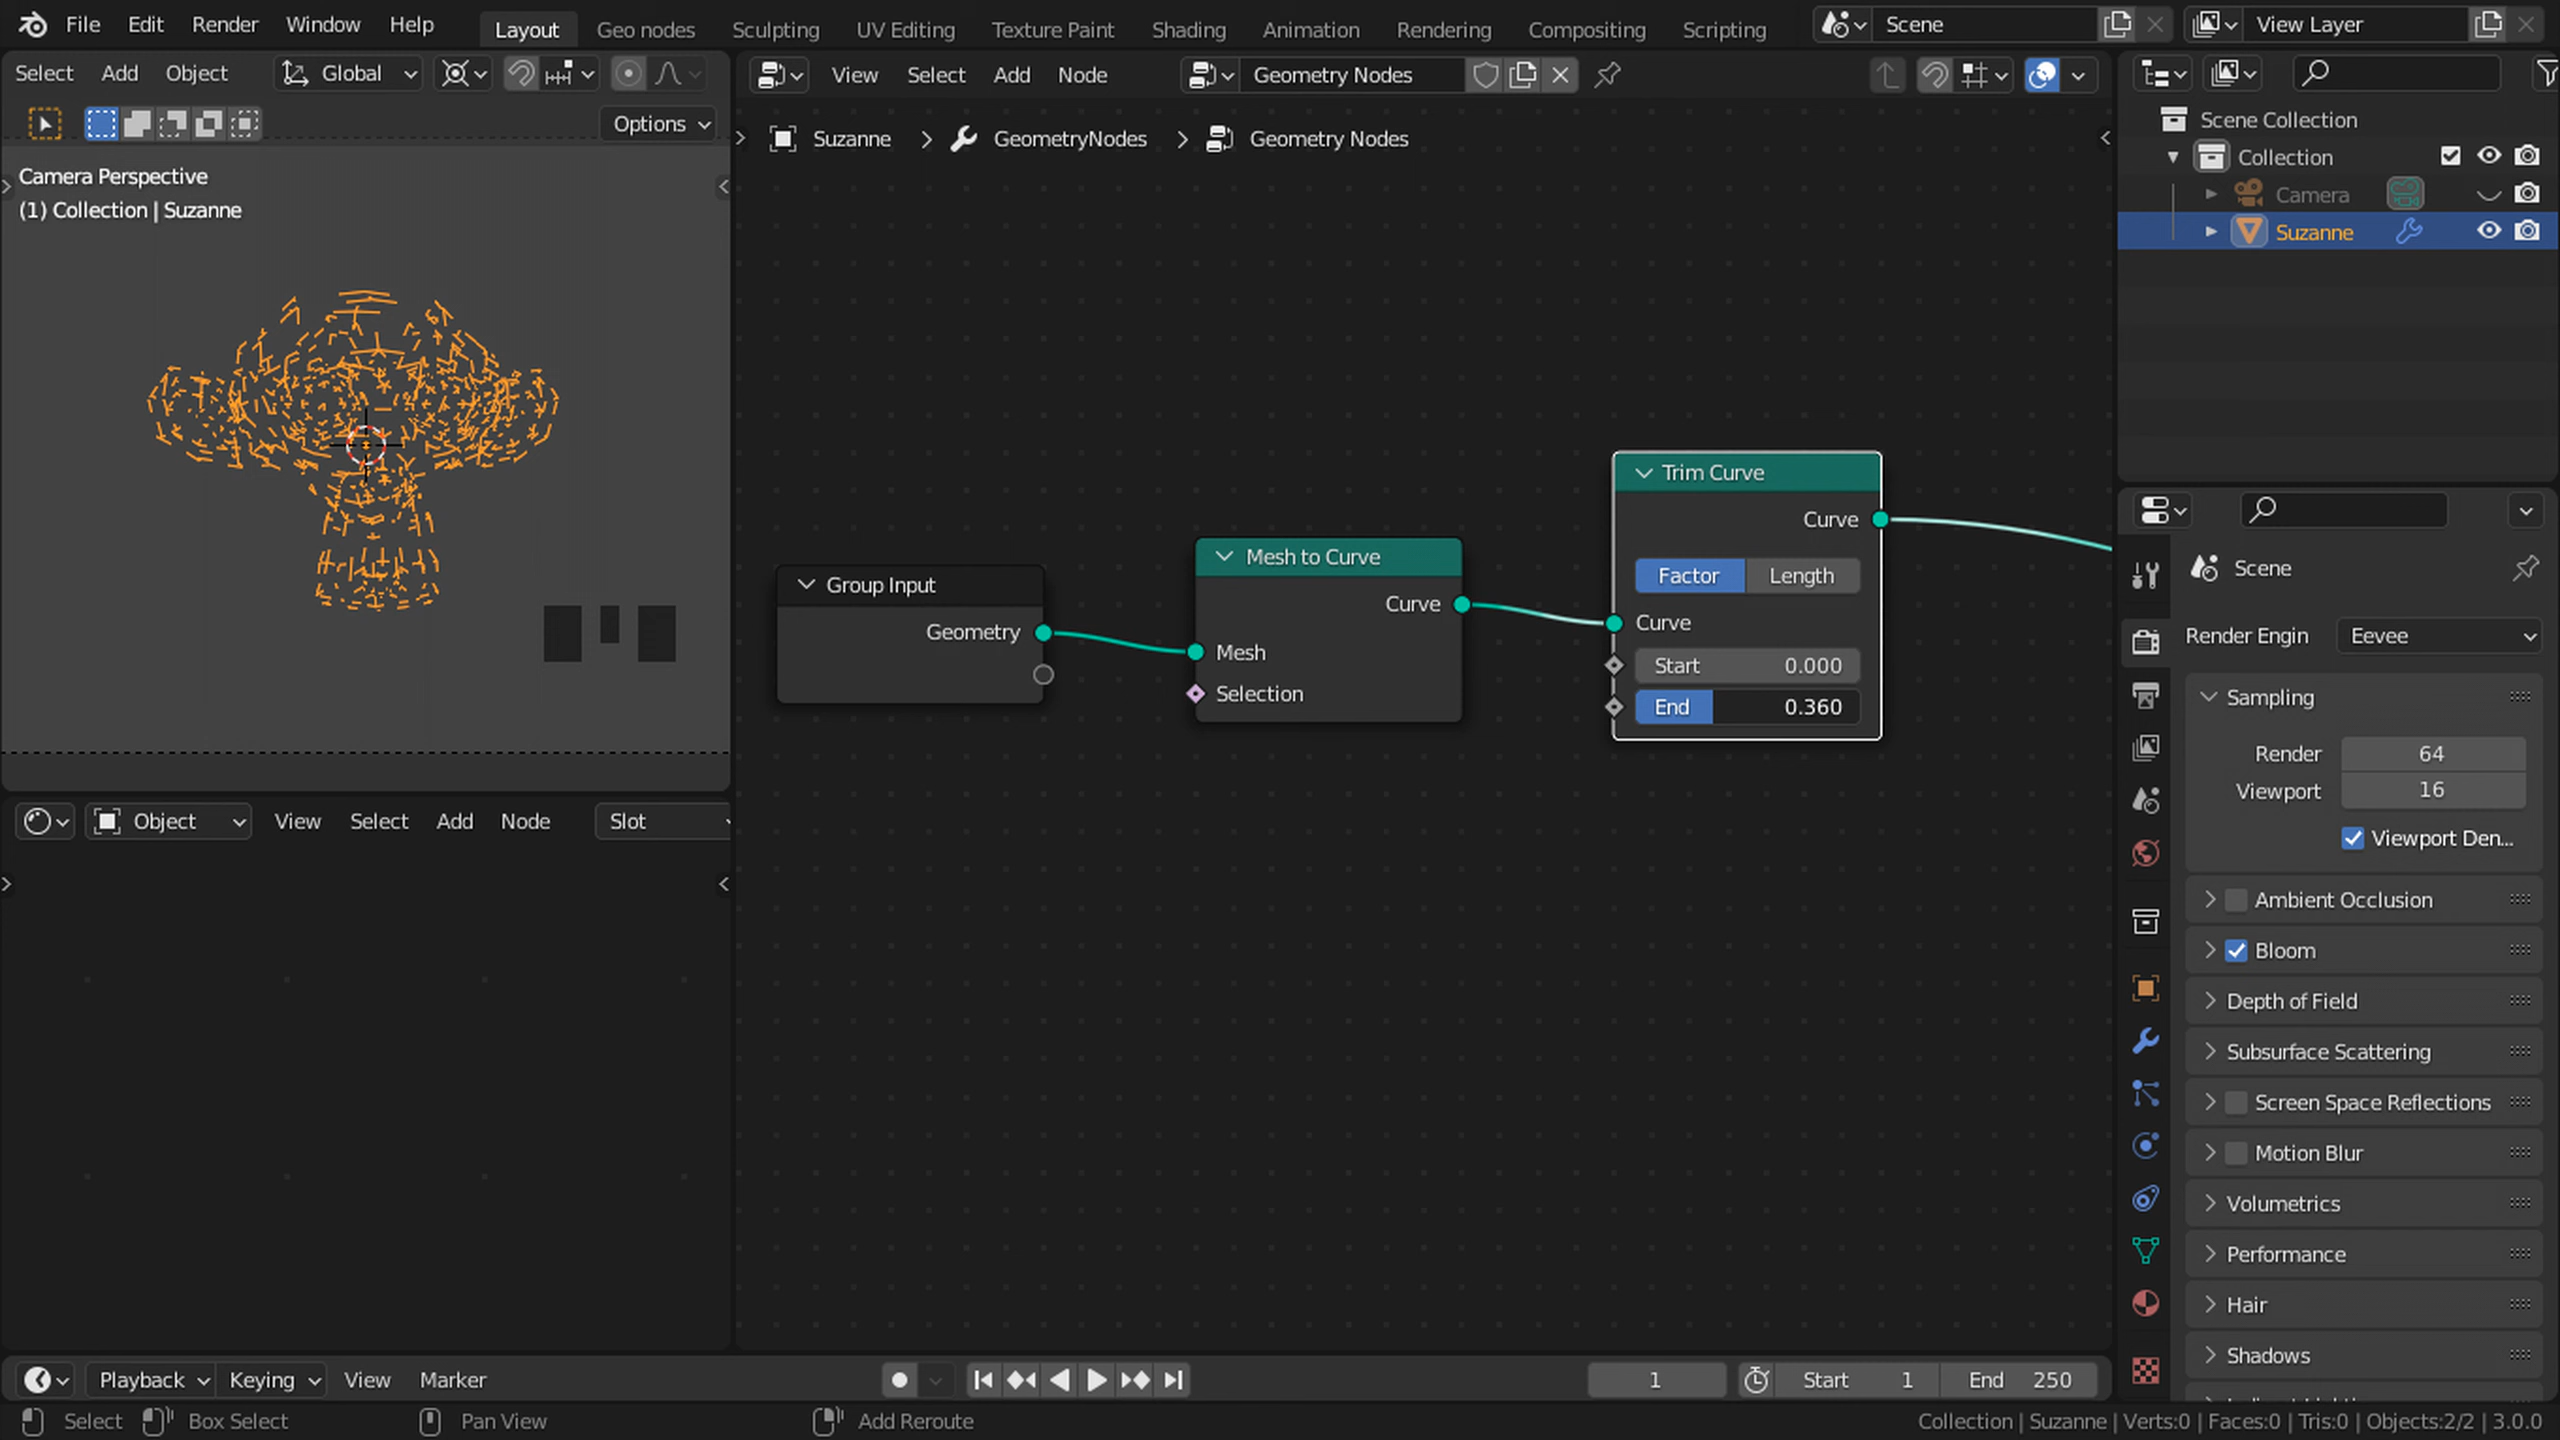 File Edit Render Window Help Layout Geo nodes Sculpting UV Editing Texture Paint Shading Animation Rendering Compositing Scripting Scene View Layer
Select Add Object Global View Select Add Node Geometry Nodes
Options
Suzanne GeometryNodes Geometry Nodes
Camera Perspective
(1) Collection | Suzanne
Scene Collection
Collection
Camera
Suzanne
Group Input
Geometry
Mesh to Curve
Curve
Mesh
Selection
Trim Curve
Curve
Factor Length
Curve
Start 0.000
End 0.360
Scene
Render Engin Eevee
Sampling
Render 64
Viewport 16
Viewport Den...
Ambient Occlusion
Bloom
Depth of Field
Subsurface Scattering
Screen Space Reflections
Motion Blur
Volumetrics
Performance
Hair
Shadows
Object View Select Add Node Slot
Playback Keying View Marker 1 Start 1 End 250
Select Box Select Pan View Add Reroute Collection | Suzanne | Verts:0 | Faces:0 | Tris:0 | Objects:2/2 | 3.0.0